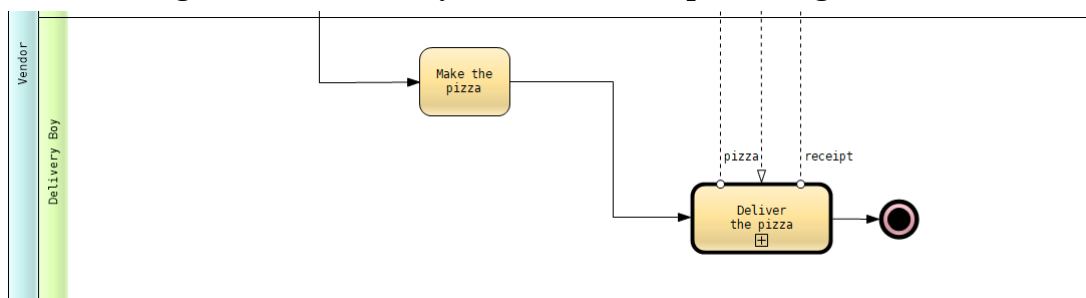 Vendor
Delivery Boy
Make the
pizza
pizza
receipt
Deliver
the pizza